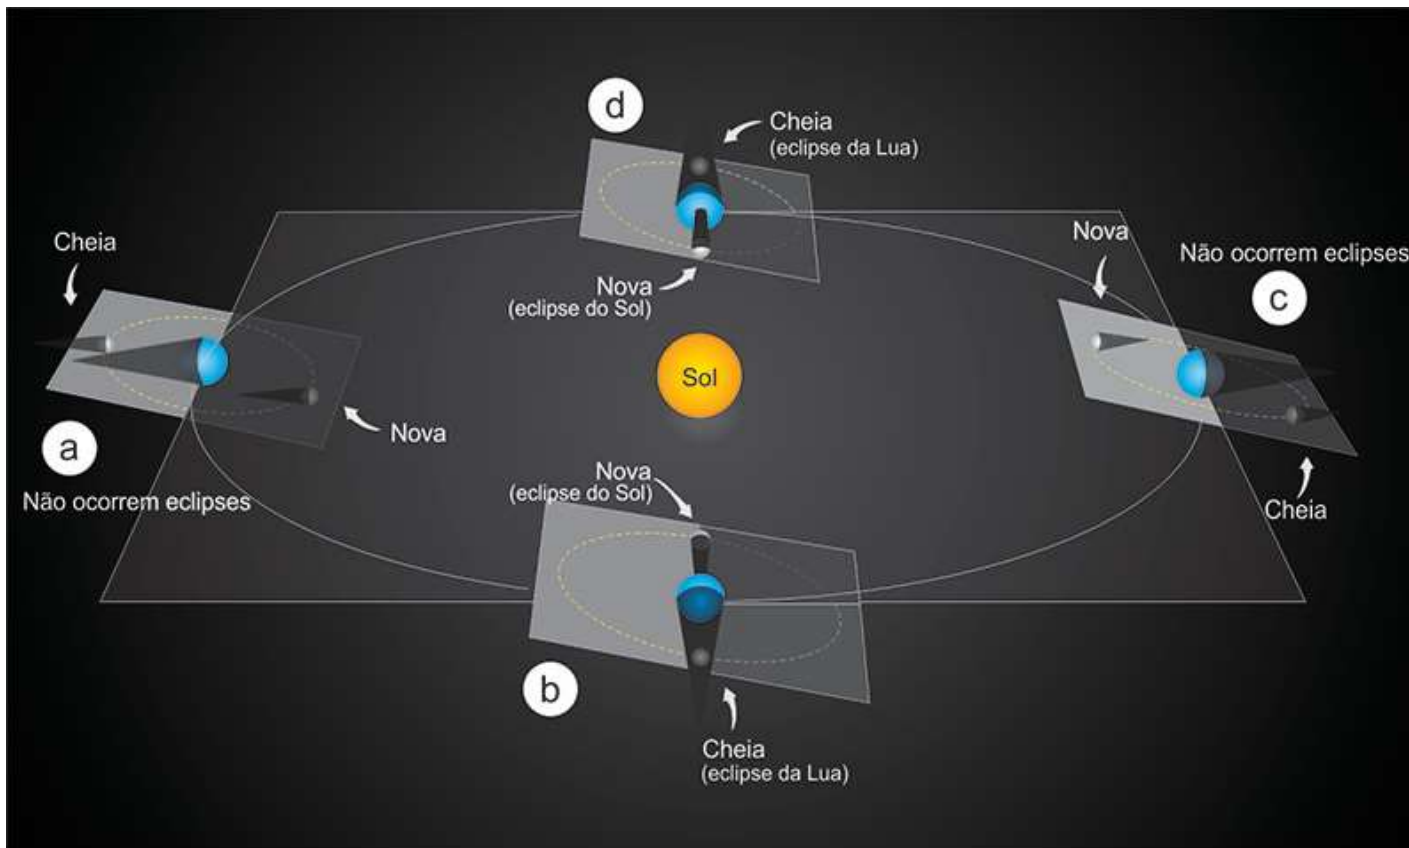 d
Cheia
(eclipse da Lua)
Nova
(eclipse do Sol)
Cheia
Nova
a
Não ocorrem eclipses
Sol
Nova
Não ocorrem eclipses
c
Cheia
Nova
(eclipse do Sol)
b
Cheia
(eclipse da Lua)